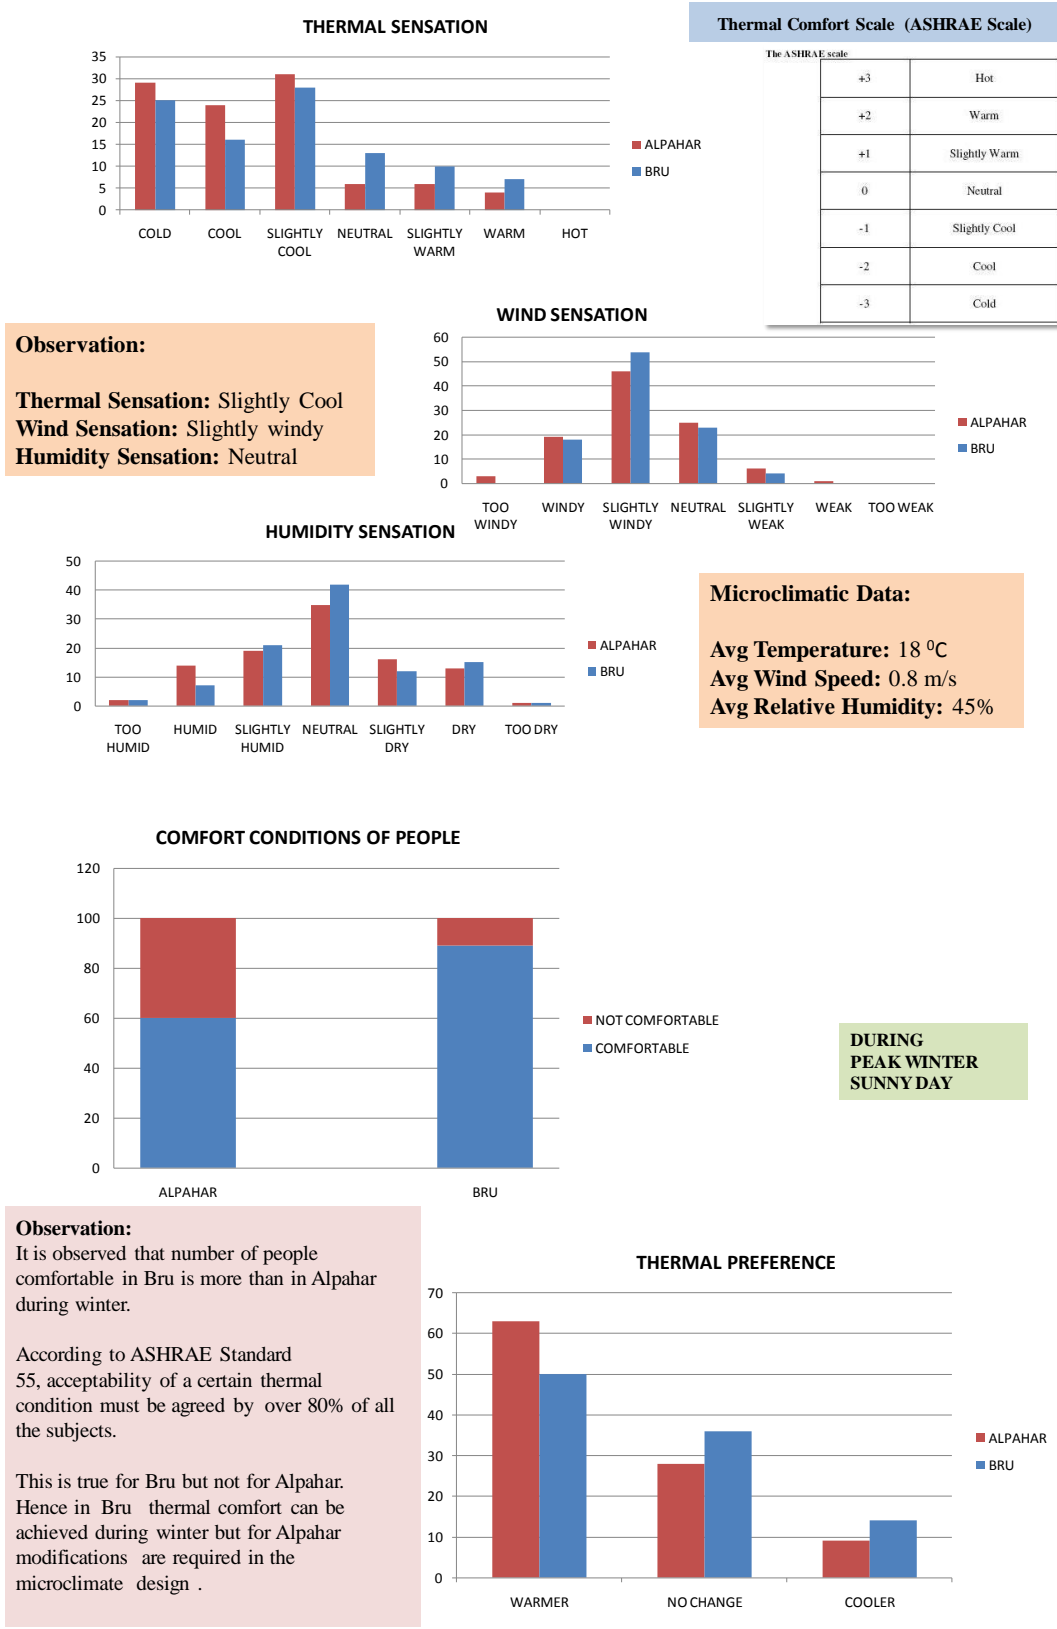 THERMAL SENSATION
35
30
25
20
15
10
5
0
COLD COOL SLIGHTLY COOL NEUTRAL SLIGHTLY WARM WARM HOT
ALPAHAR
BRU
Thermal Comfort Scale (ASHRAE Scale)
The ASHRAE scale
+3 Hot
+2 Warm
+1 Slightly Warm
0 Neutral
-1 Slightly Cool
-2 Cool
-3 Cold
Observation:
Thermal Sensation: Slightly Cool
Wind Sensation: Slightly windy
Humidity Sensation: Neutral
WIND SENSATION
60
50
40
30
20
10
0
TOO WINDY WINDY SLIGHTLY WINDY NEUTRAL SLIGHTLY WEAK WEAK TOO WEAK
ALPAHAR
BRU
HUMIDITY SENSATION
50
40
30
20
10
0
TOO HUMID HUMID SLIGHTLY HUMID NEUTRAL SLIGHTLY DRY DRY TOO DRY
ALPAHAR
BRU
Microclimatic Data:
Avg Temperature: 18 ⁰C
Avg Wind Speed: 0.8 m/s
Avg Relative Humidity: 45%
COMFORT CONDITIONS OF PEOPLE
120
100
80
60
40
20
0
ALPAHAR BRU
NOT COMFORTABLE
COMFORTABLE
DURING
PEAK WINTER
SUNNY DAY
Observation:
It is observed that number of people
comfortable in Bru is more than in Alpahar
during winter.
According to ASHRAE Standard
55, acceptability of a certain thermal
condition must be agreed by over 80% of all
the subjects.
This is true for Bru but not for Alpahar.
Hence in Bru thermal comfort can be
achieved during winter but for Alpahar
modifications are required in the
microclimate design .
THERMAL PREFERENCE
70
60
50
40
30
20
10
0
WARMER NO CHANGE COOLER
ALPAHAR
BRU